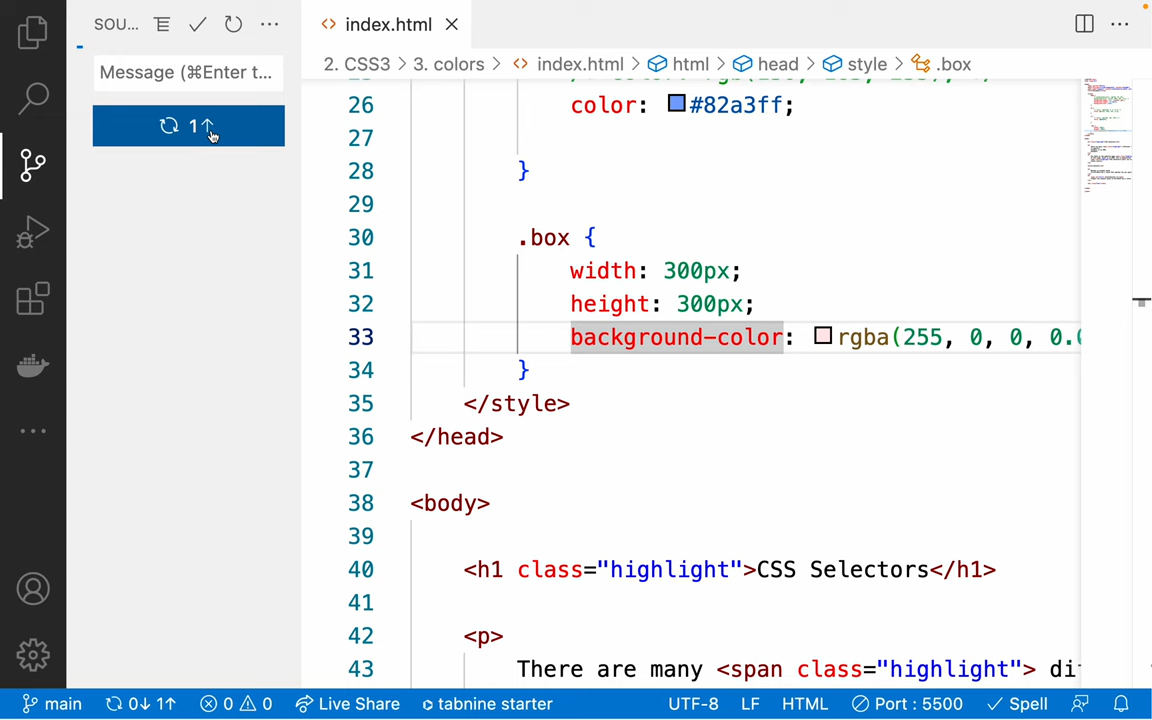 SOU...
index.html
2. CSS3 > 3. colors > index.html > html > head > style > .box
Message (⌘Enter t...
1↑
26 color: #82a3ff;
27
28 }
29
30 .box {
31 width: 300px;
32 height: 300px;
33 background-color: rgba(255, 0, 0, 0.0
34 }
35 </style>
36 </head>
37
38 <body>
39
40 <h1 class="highlight">CSS Selectors</h1>
41
42 <p>
43 There are many <span class="highlight"> di
main 0↓ 1↑ 0 0 Live Share tabnine starter UTF-8 LF HTML Port : 5500 Spell